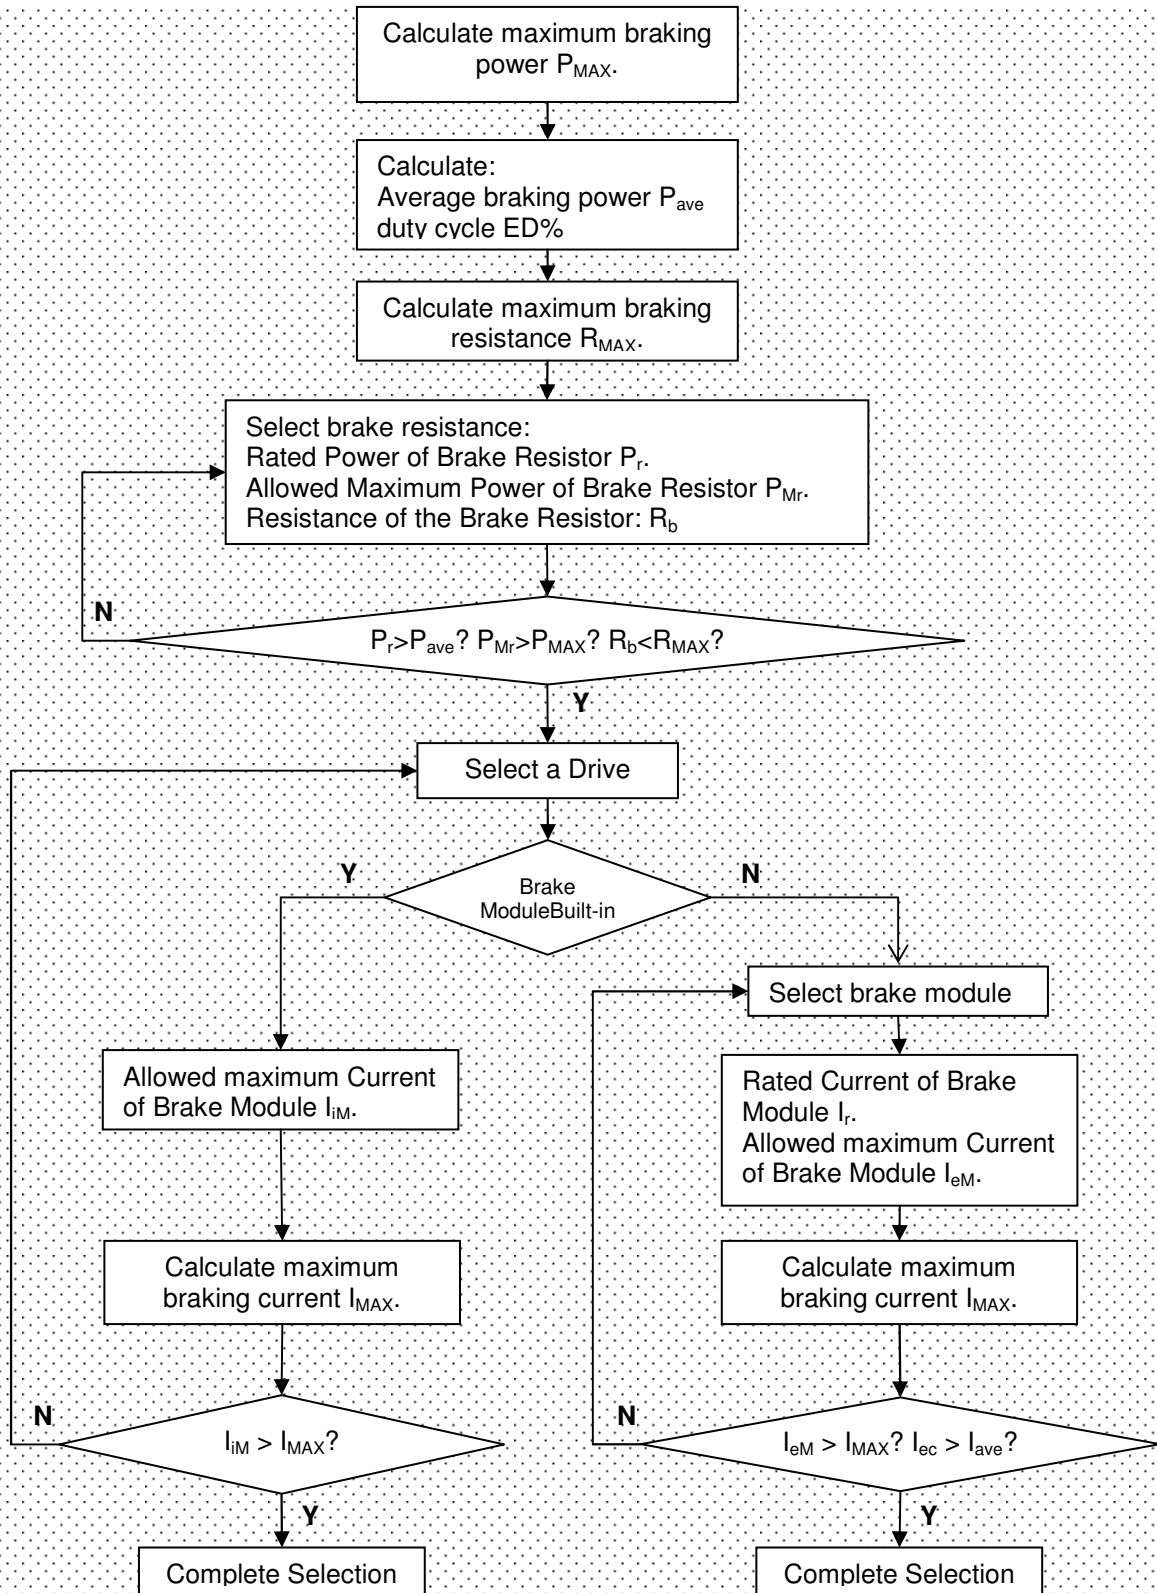 Calculate maximum braking
power PMAX.
Calculate:
Average braking power Pave
duty cycle ED%
Calculate maximum braking
resistance RMAX.
Select brake resistance:
Rated Power of Brake Resistor Pr.
Allowed Maximum Power of Brake Resistor PMr.
Resistance of the Brake Resistor: Rb
N
Pr>Pave? PMr>PMAX? Rb<RMAX?
Y
Select a Drive
Y
N
Brake
ModuleBuilt-in
Select brake module
Allowed maximum Current
of Brake Module IiM.
Rated Current of Brake
Module Ir.
Allowed maximum Current
of Brake Module IeM.
Calculate maximum
braking current IMAX.
Calculate maximum
braking current IMAX.
N
IiM > IMAX?
N
IeM > IMAX? Iec > Iave?
Y
Y
Complete Selection
Complete Selection